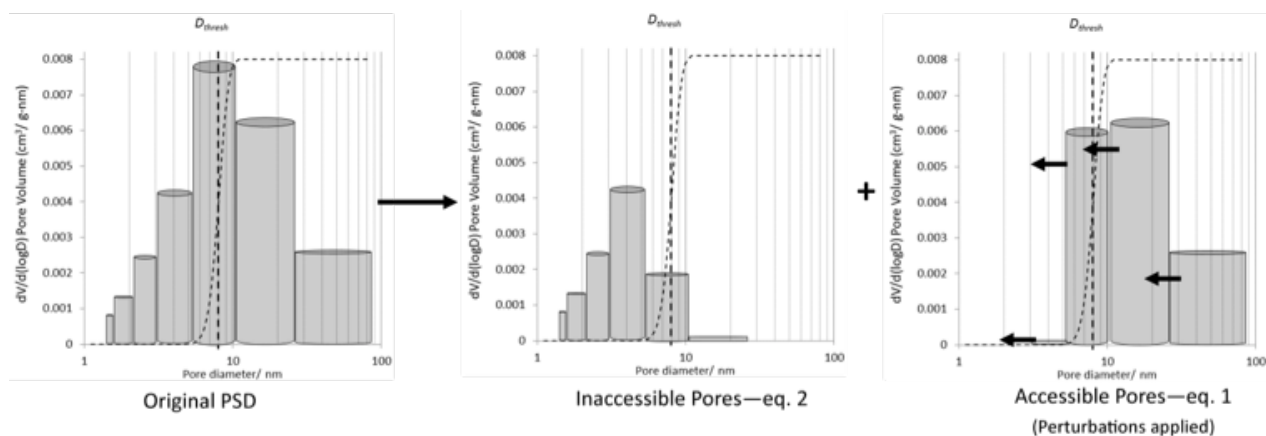 D_thresh
dV/d(logD) Pore Volume (cm³/ g-nm)
0.008
0.007
0.006
0.005
0.004
0.003
0.002
0.001
0
1
10
100
Pore diameter/ nm
Original PSD
D_thresh
dV/d(logD) Pore Volume (cm³/ g-nm)
0.008
0.007
0.006
0.005
0.004
0.003
0.002
0.001
0
1
10
100
Pore diameter/ nm
Inaccessible Pores—eq. 2
+
D_thresh
dV/d(logD) Pore Volume (cm³/ g-nm)
0.008
0.007
0.006
0.005
0.004
0.003
0.002
0.001
0
1
10
100
Pore diameter/ nm
Accessible Pores—eq. 1
(Perturbations applied)